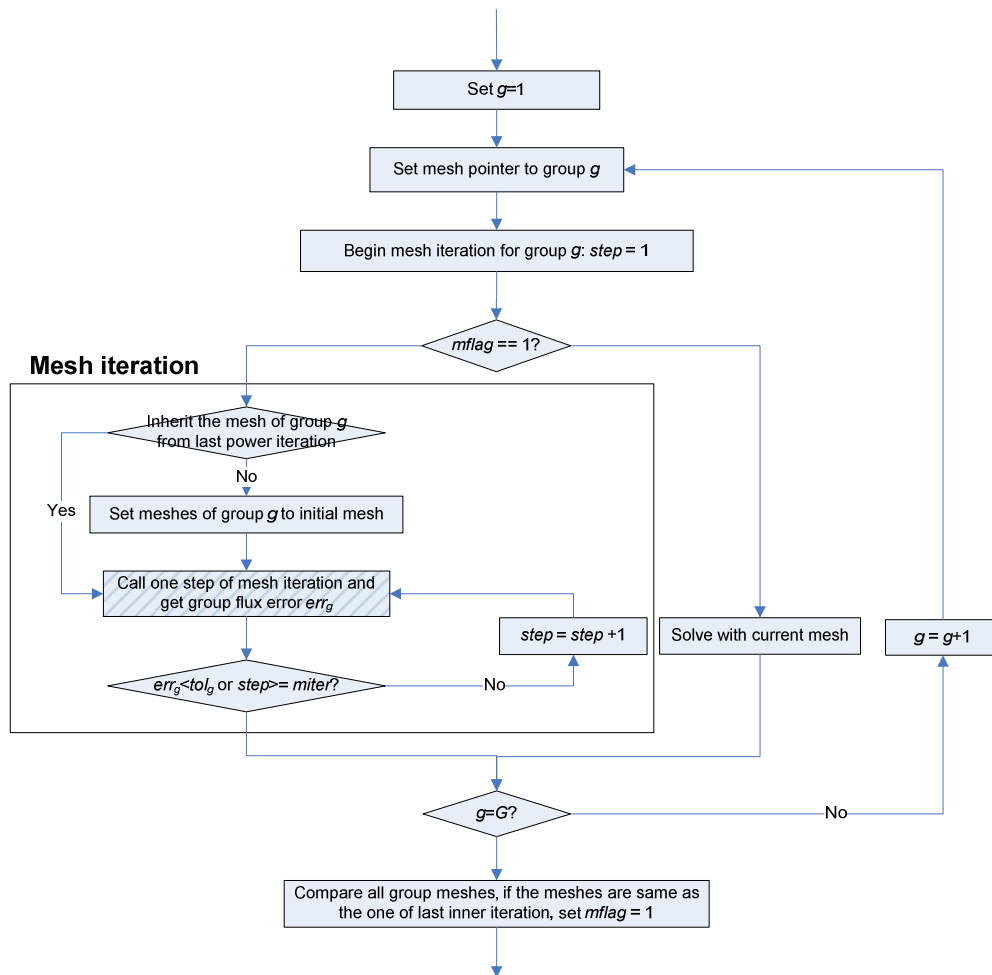 Set g=1
Set mesh pointer to group g
Begin mesh iteration for group g: step = 1
mflag == 1?
Mesh iteration
Inherit the mesh of group g
from last power iteration
No
Yes
Set meshes of group g to initial mesh
Call one step of mesh iteration and
get group flux error errg
step = step +1
Solve with current mesh
g = g+1
errg<tolg or step>= miter?
No
g=G?
No
Compare all group meshes, if the meshes are same as
the one of last inner iteration, set mflag = 1